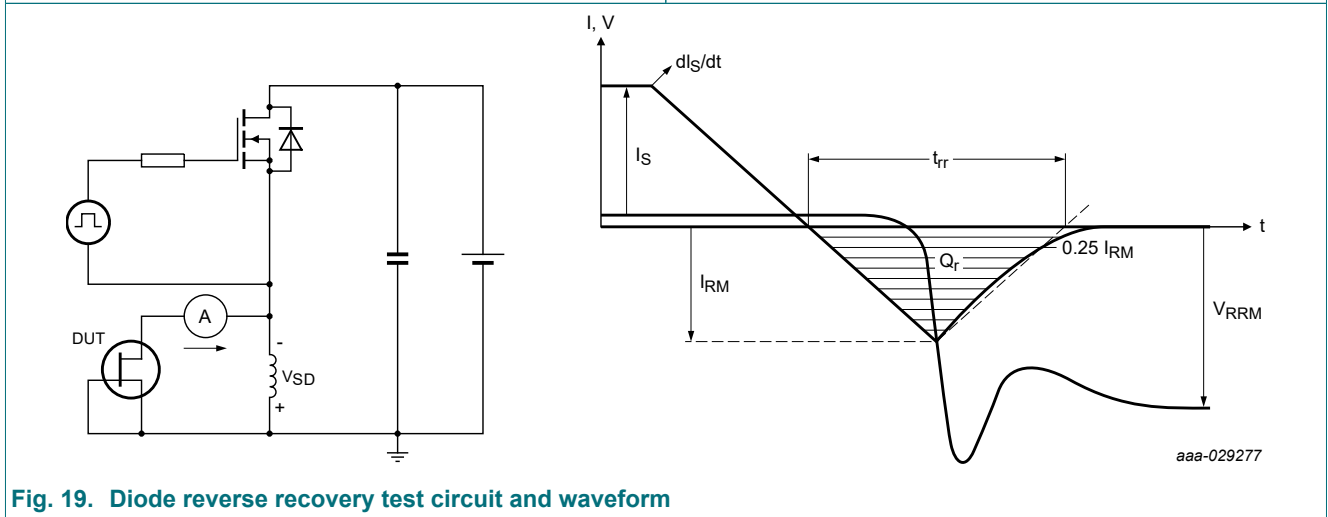 I, V
dIS/dt
IS
trr
t
Qr
0.25 IRM
IRM
VRRM
A
DUT
-
VSD
+
aaa-029277
Fig. 19. Diode reverse recovery test circuit and waveform